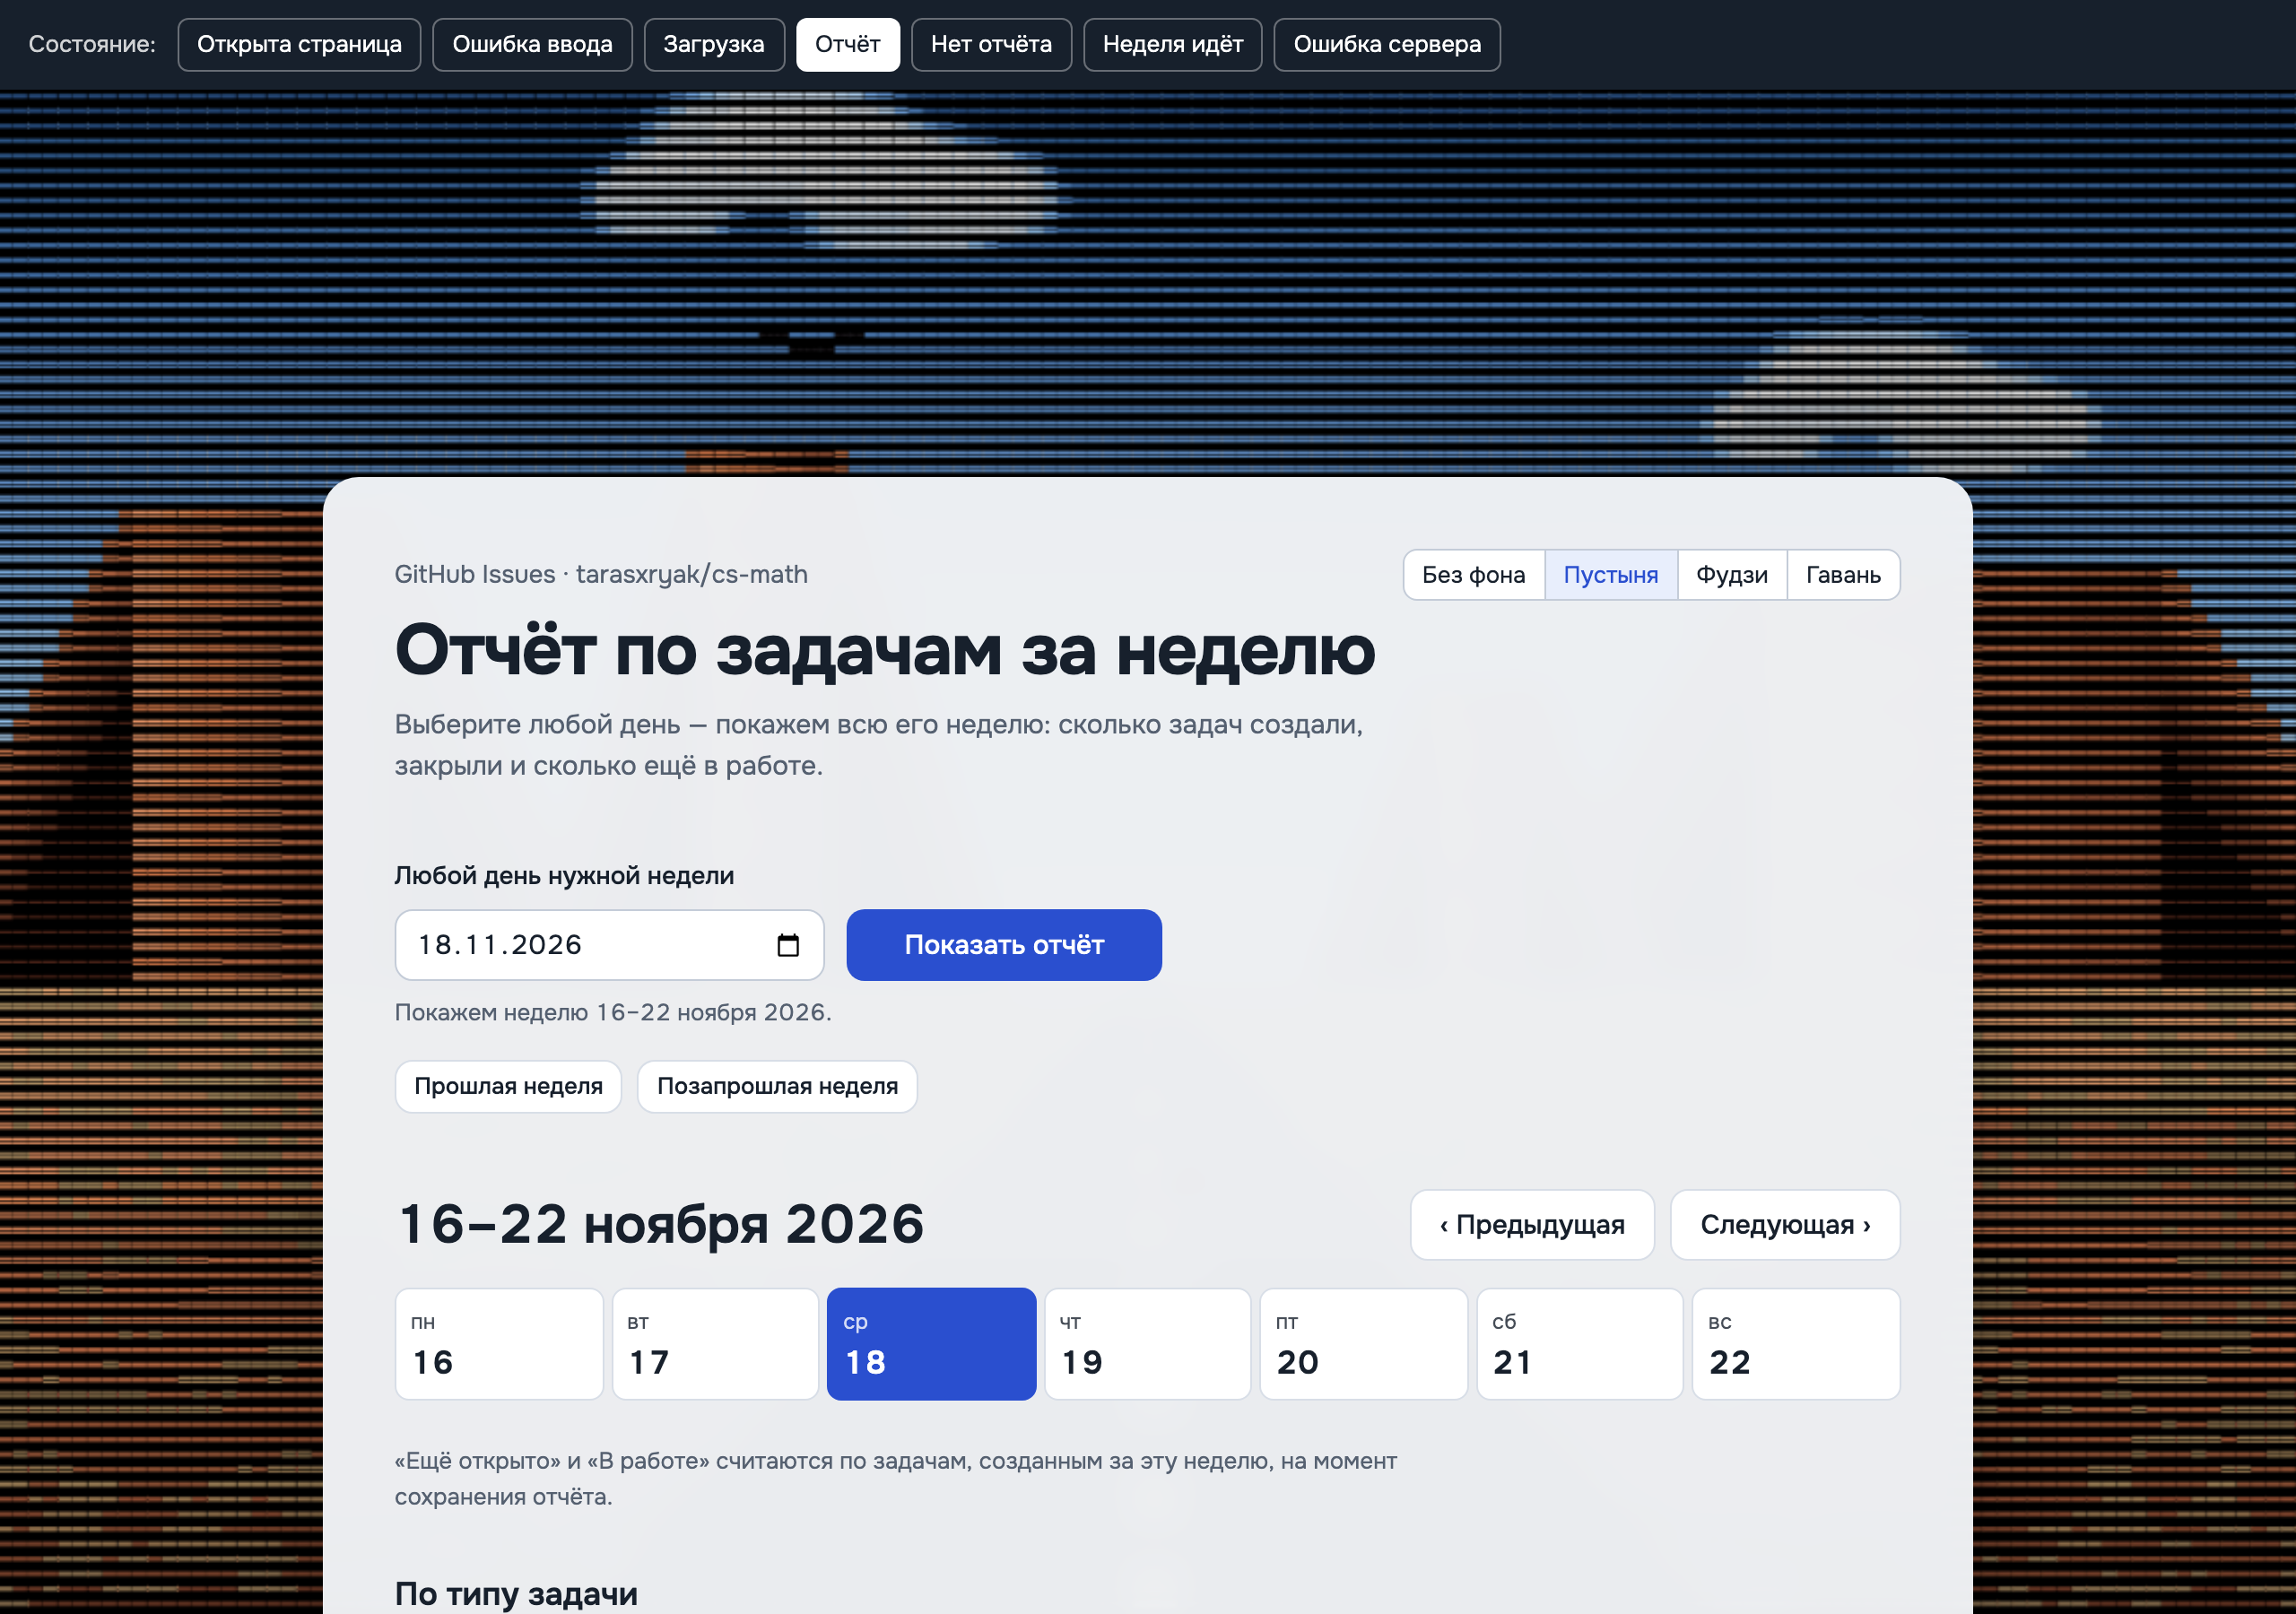 Состояние: Открыта страница Ошибка ввода Загрузка Отчёт Нет отчёта Неделя идёт Ошибка сервера
GitHub Issues · tarasxryak/cs-math
Без фона Пустыня Фудзи Гавань
Отчёт по задачам за неделю
Выберите любой день — покажем всю его неделю: сколько задач создали,
закрыли и сколько ещё в работе.
Любой день нужной недели
18.11.2026 Показать отчёт
Покажем неделю 16–22 ноября 2026.
Прошлая неделя Позапрошлая неделя
16–22 ноября 2026 ‹ Предыдущая Следующая ›
пн вт ср чт пт сб вс
16 17 18 19 20 21 22
«Ещё открыто» и «В работе» считаются по задачам, созданным за эту неделю, на момент
сохранения отчёта.
По типу задачи